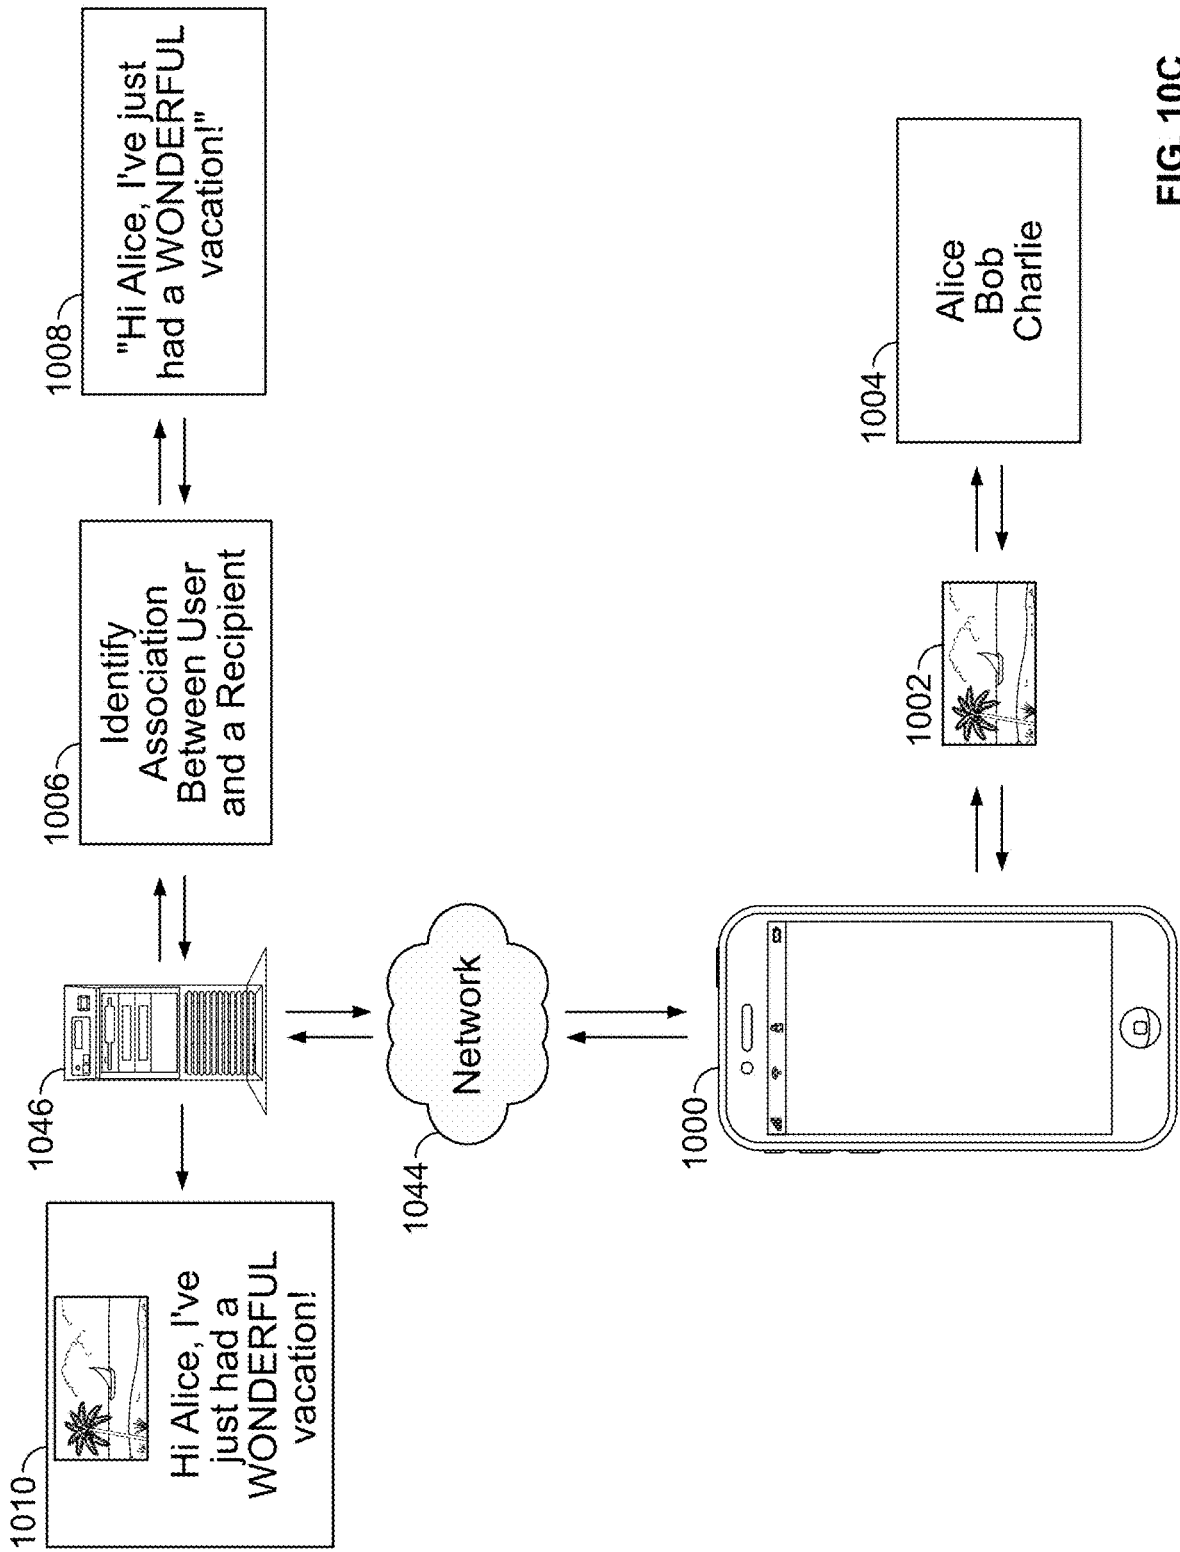 1010
Hi Alice, I've
just had a
WONDERFUL
vacation!
1046
1006
Identify
Association
Between User
and a Recipient
1008
"Hi Alice, I've just
had a WONDERFUL
vacation!"
1044
Network
1000
1002
1004
Alice
Bob
Charlie
FIG. 10C